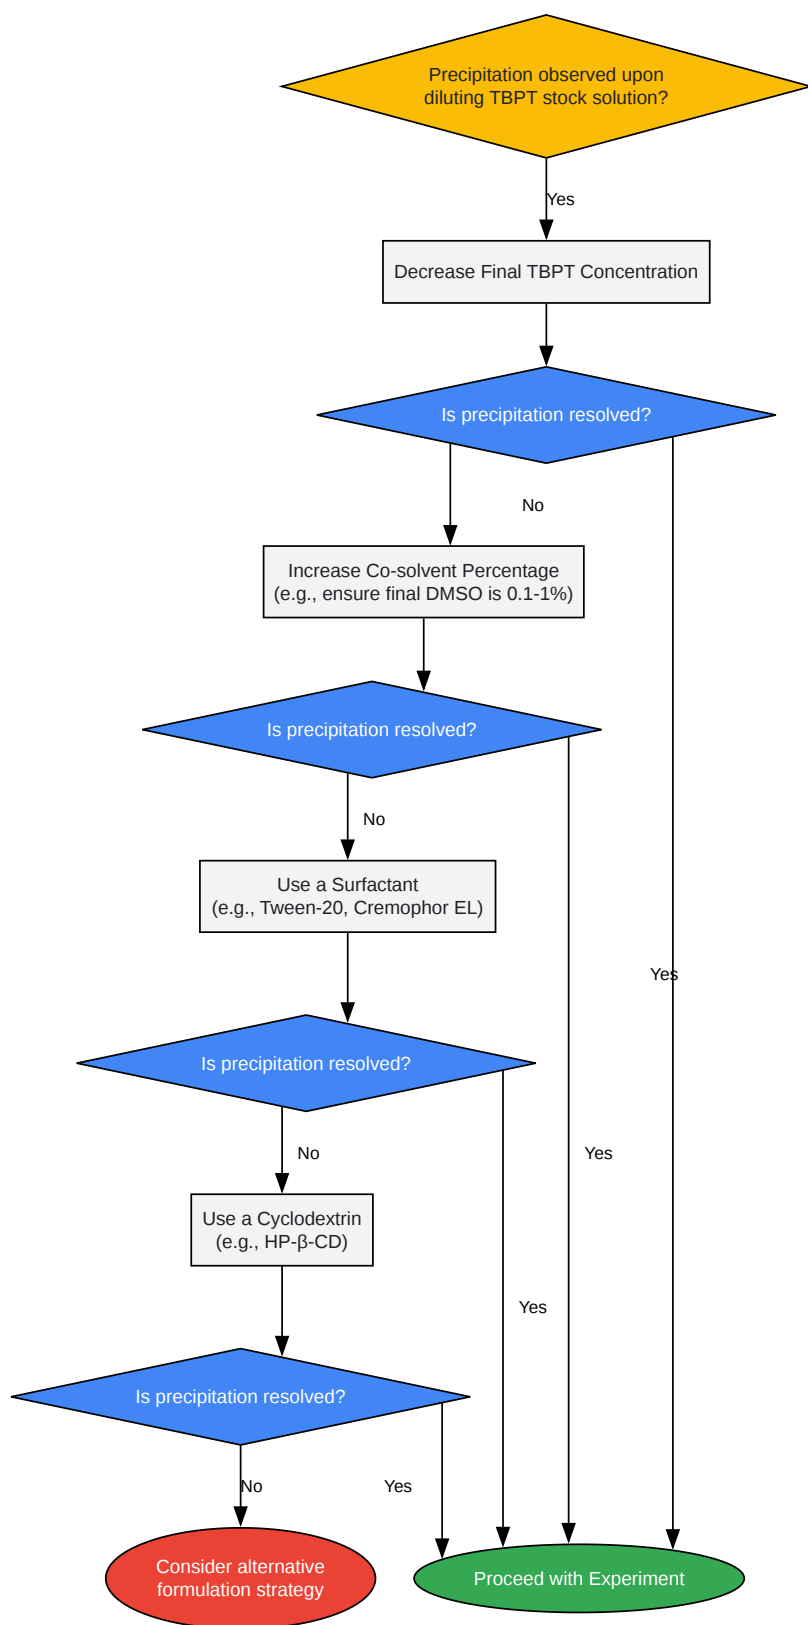 Precipitation observed upon
diluting TBPT stock solution?
Yes
Decrease Final TBPT Concentration
Is precipitation resolved?
No
Increase Co-solvent Percentage
(e.g., ensure final DMSO is 0.1-1%)
Is precipitation resolved?
No
Use a Surfactant
(e.g., Tween-20, Cremophor EL)
Yes
Is precipitation resolved?
No
Yes
Use a Cyclodextrin
(e.g., HP-β-CD)
Yes
Is precipitation resolved?
No
Yes
Consider alternative
formulation strategy
Proceed with Experiment